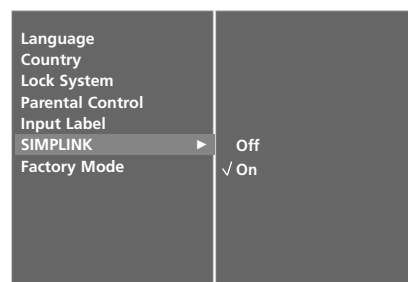 Language
Country
Lock System
Parental Control
Input Label
SIMPLINK ►
Factory Mode
Off
√ On